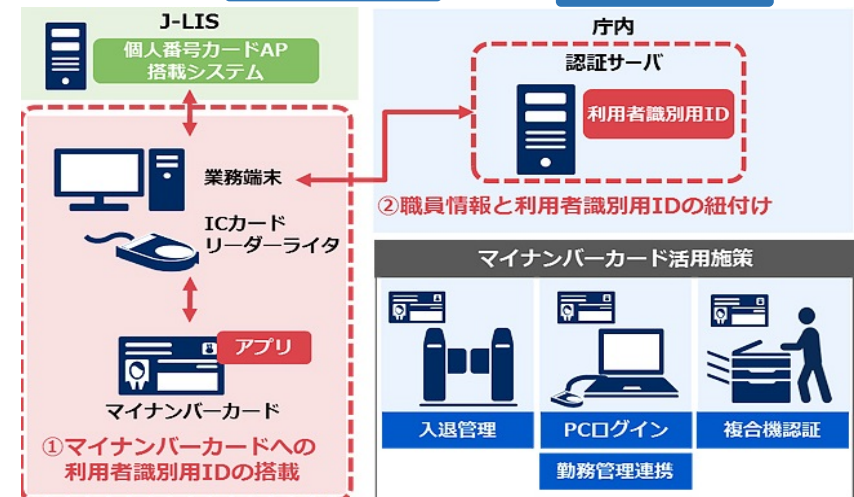 J-LIS
個人番号カードAP
搭載システム
業務端末
ICカード
リーダーライタ
アプリ
マイナンバーカード
①マイナンバーカードへの
利用者識別用IDの搭載
庁内
認証サーバ
利用者識別用ID
②職員情報と利用者識別用IDの紐付け
マイナンバーカード活用施策
入退管理
PCログイン
複合機認証
勤務管理連携